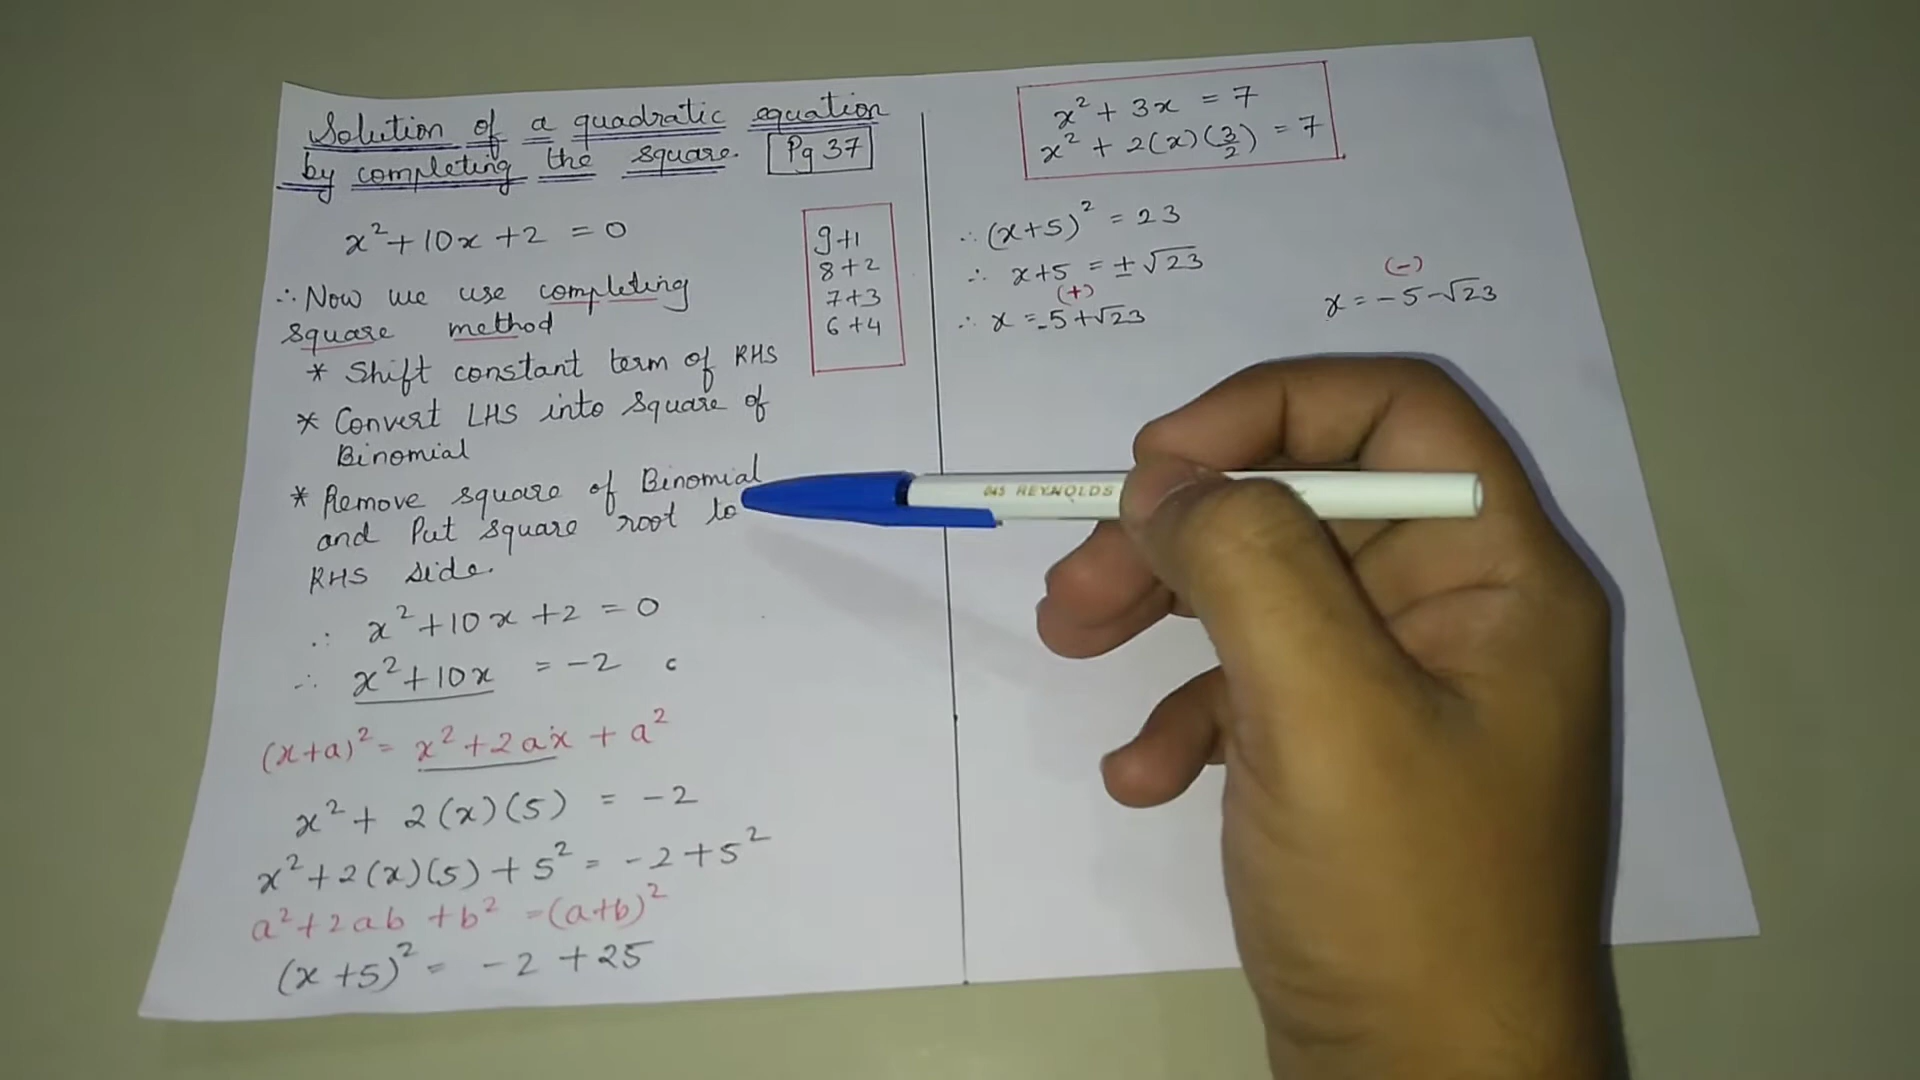 Solution of a quadratic equation
by completing the square. Pg 37
x²+10x+2 = 0
∴ Now we use completing
square method
* Shift constant term of RHS
* Convert LHS into square of
Binomial
* Remove square of Binomial
and Put square root to
RHS side.
∴ x²+10x+2 = 0
∴ x²+10x = -2 c
(x+a)² = x²+2ax + a²
x² + 2(x)(5) = -2
x²+2(x)(5)+5² = -2+5²
a²+2ab+b² = (a+b)²
(x+5)² = -2+25
9+1
8+2
7+3
6+4
x² + 3x = 7
x² + 2(x)(3/2) = 7
∴ (x+5)² = 23
∴ x+5 = ±√23
(+)
∴ x = -5+√23
(-)
x = -5-√23
045 REYNOLDS